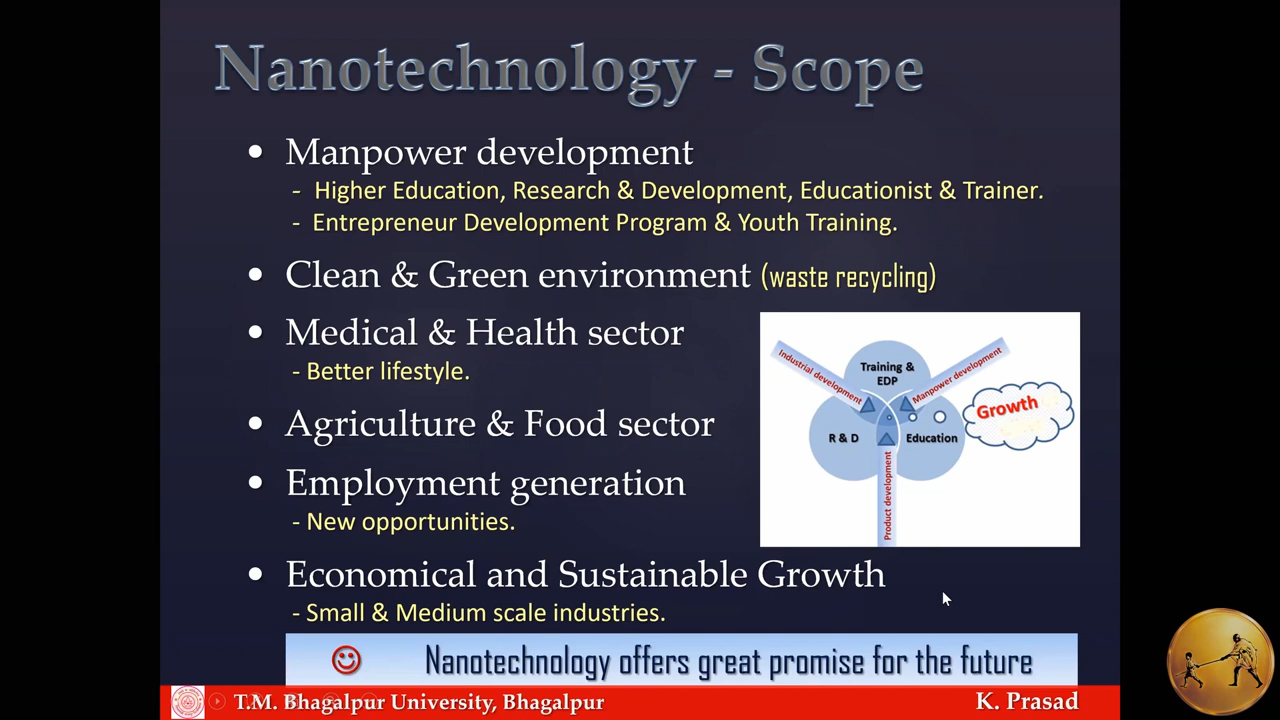 Nanotechnology - Scope
• Manpower development
- Higher Education, Research & Development, Educationist & Trainer.
- Entrepreneur Development Program & Youth Training.
• Clean & Green environment (waste recycling)
• Medical & Health sector
- Better lifestyle.
• Agriculture & Food sector
• Employment generation
- New opportunities.
• Economical and Sustainable Growth
- Small & Medium scale industries.
Industrial development
Training &
EDP
Manpower development
Growth
R & D
Education
Product development
Nanotechnology offers great promise for the future
T.M. Bhagalpur University, Bhagalpur
K. Prasad